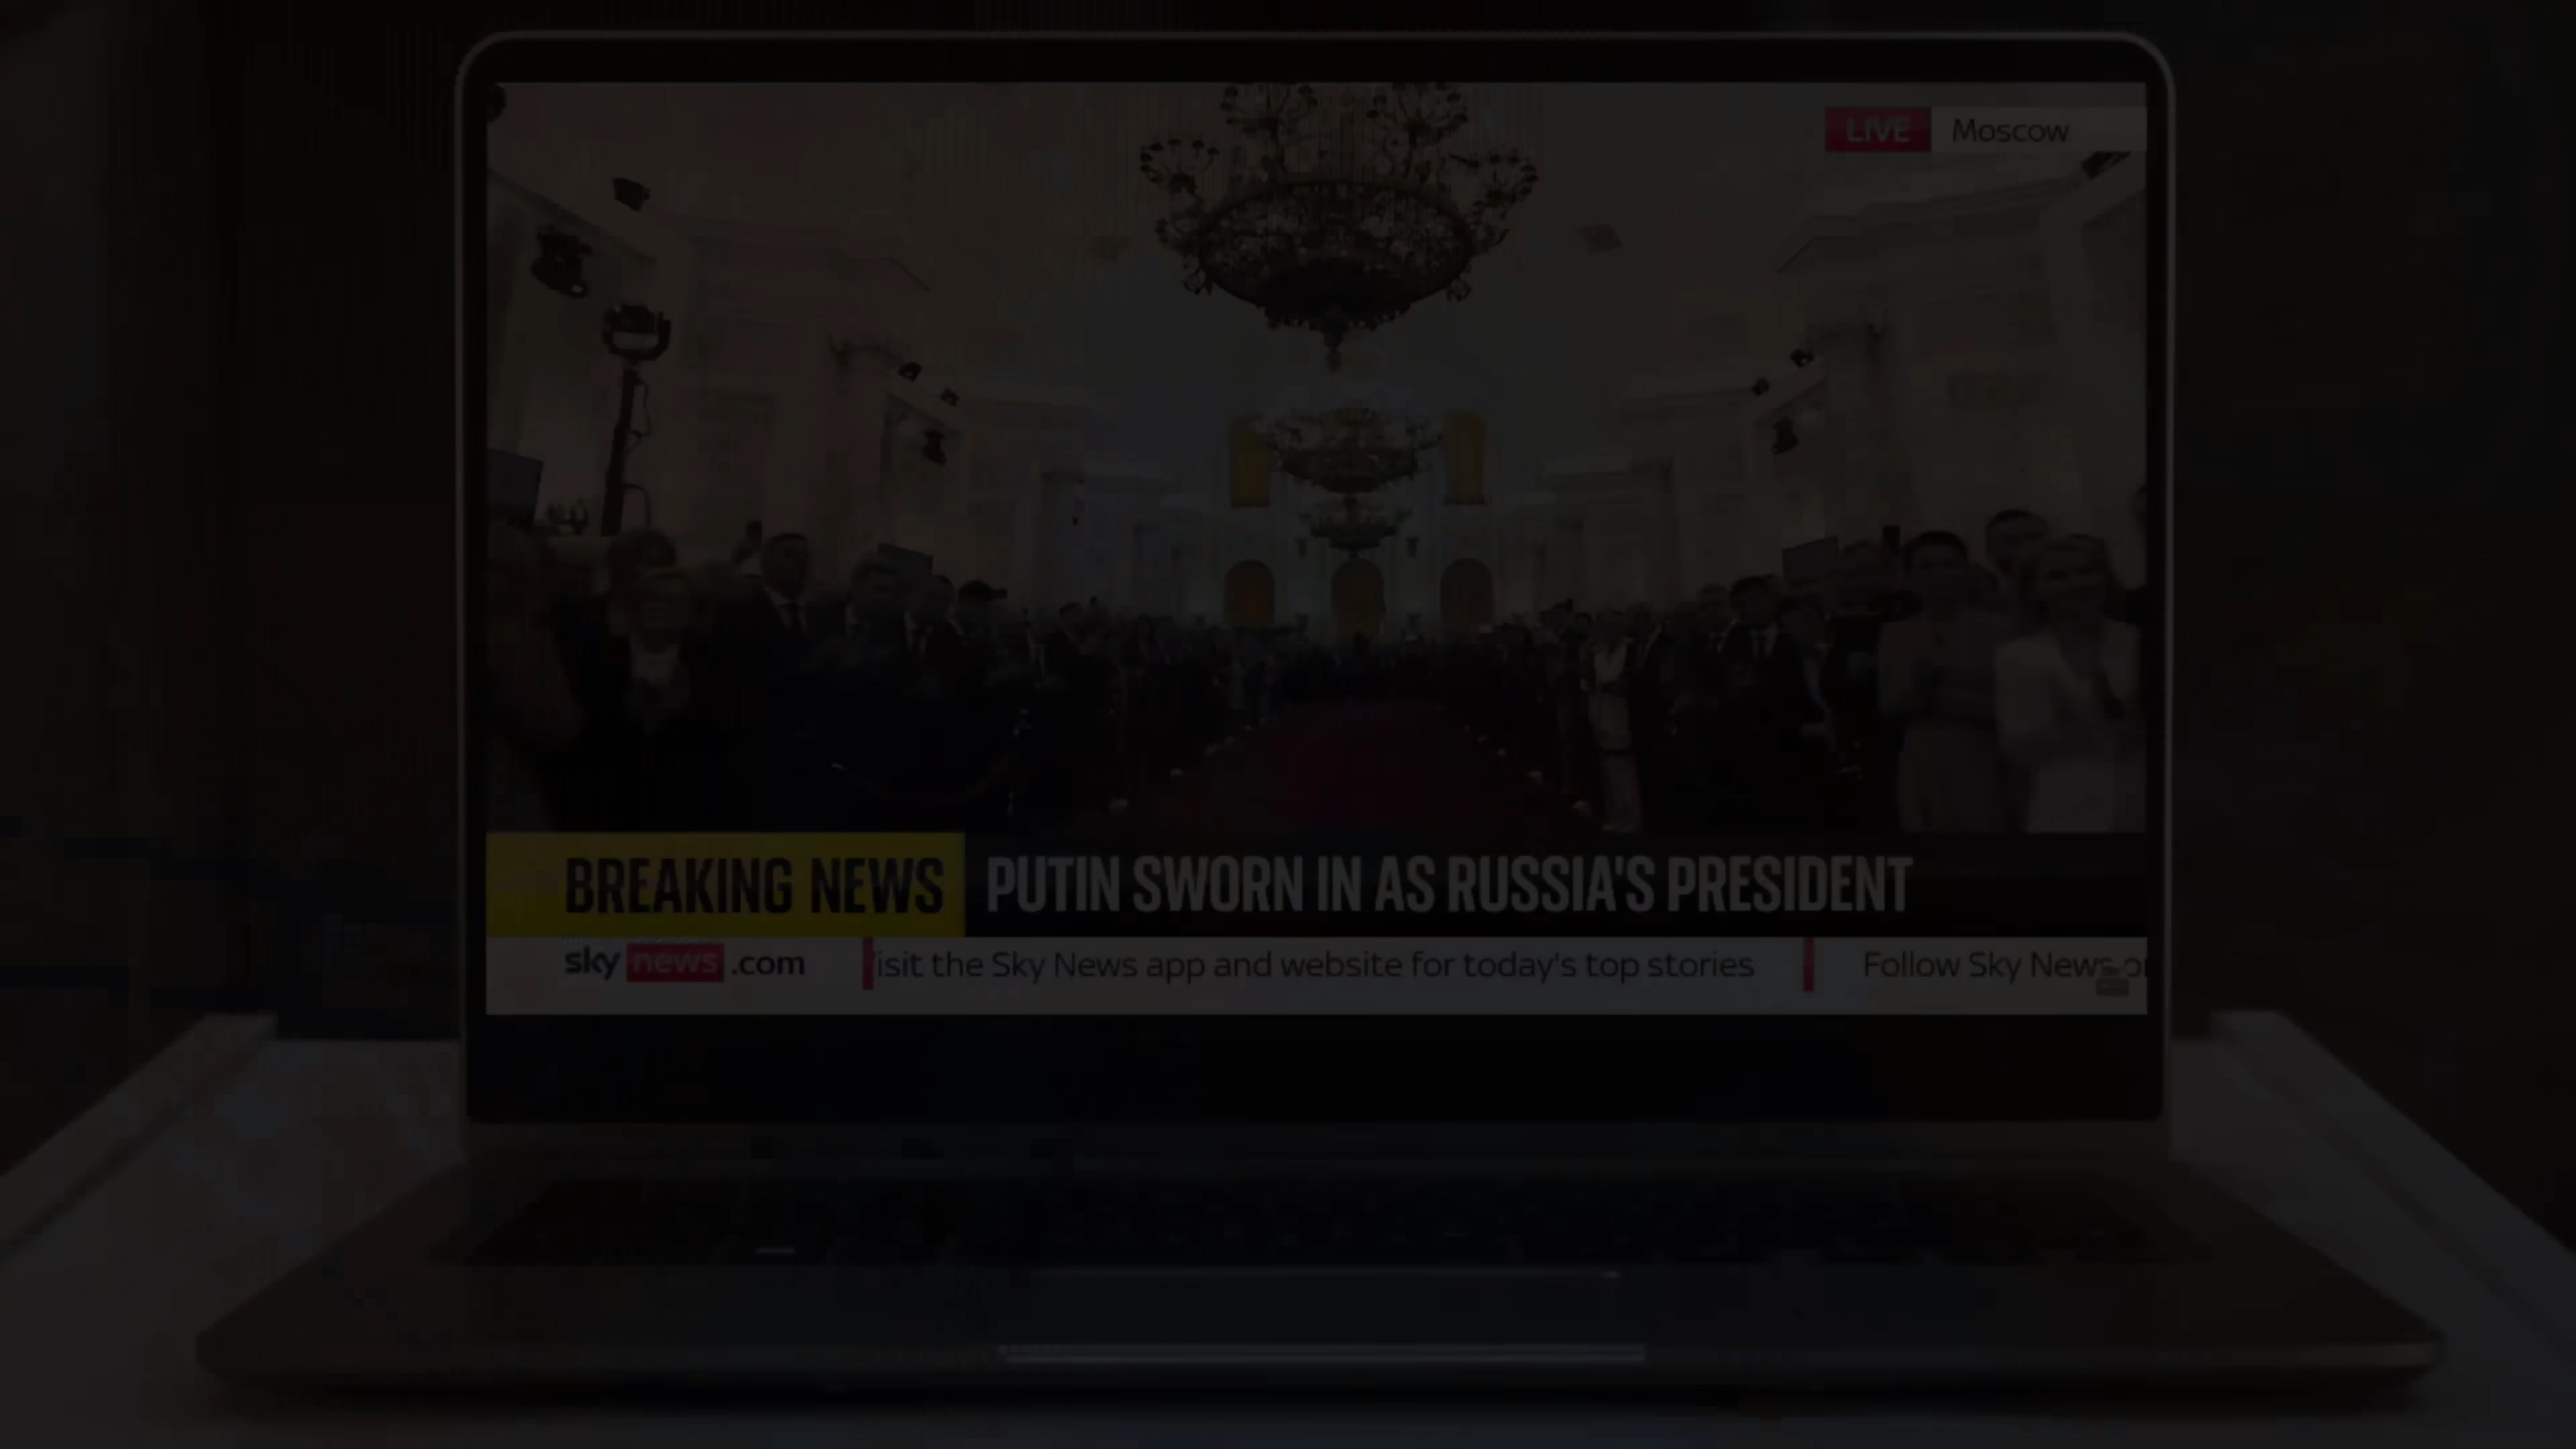 LIVE Moscow
BREAKING NEWS PUTIN SWORN IN AS RUSSIA'S PRESIDENT
sky news .com isit the Sky News app and website for today's top stories Follow Sky News o